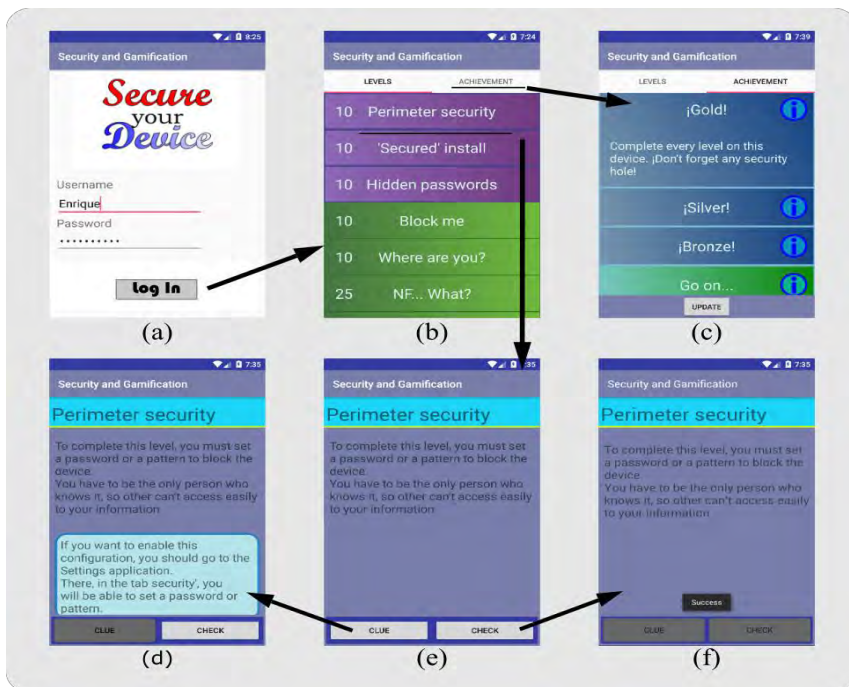 8:25
Security and Gamification
Secure
your
Device
Username
Enrique
Password
Log In
(a)
7:24
Security and Gamification
LEVELS ACHIEVEMENT
10 Perimeter security
10 'Secured' install
10 Hidden passwords
10 Block me
10 Where are you?
25 NF... What?
(b)
7:39
Security and Gamification
LEVELS ACHIEVEMENT
¡Gold!
Complete every level on this
device. ¡Don't forget any security
hole!
¡Silver!
¡Bronze!
Go on...
UPDATE
(c)
7:35
Security and Gamification
Perimeter security
To complete this level, you must set
a password or a pattern to block the
device.
You have to be the only person who
knows it, so other can't access easily
to your information
If you want to enable this
configuration, you should go to the
Settings application.
There, in the tab security', you
will be able to set a password or
pattern.
CLUE CHECK
(d)
:35
Security and Gamification
Perimeter security
To complete this level, you must set
a password or a pattern to block the
device.
You have to be the only person who
knows it, so other can't access easily
to your information
CLUE CHECK
(e)
7:35
Security and Gamification
Perimeter security
To complete this level, you must set
a password or a pattern to block the
device.
You have to be the only person who
knows it, so other can't access easily
to your information
Success
CLUE CHECK
(f)